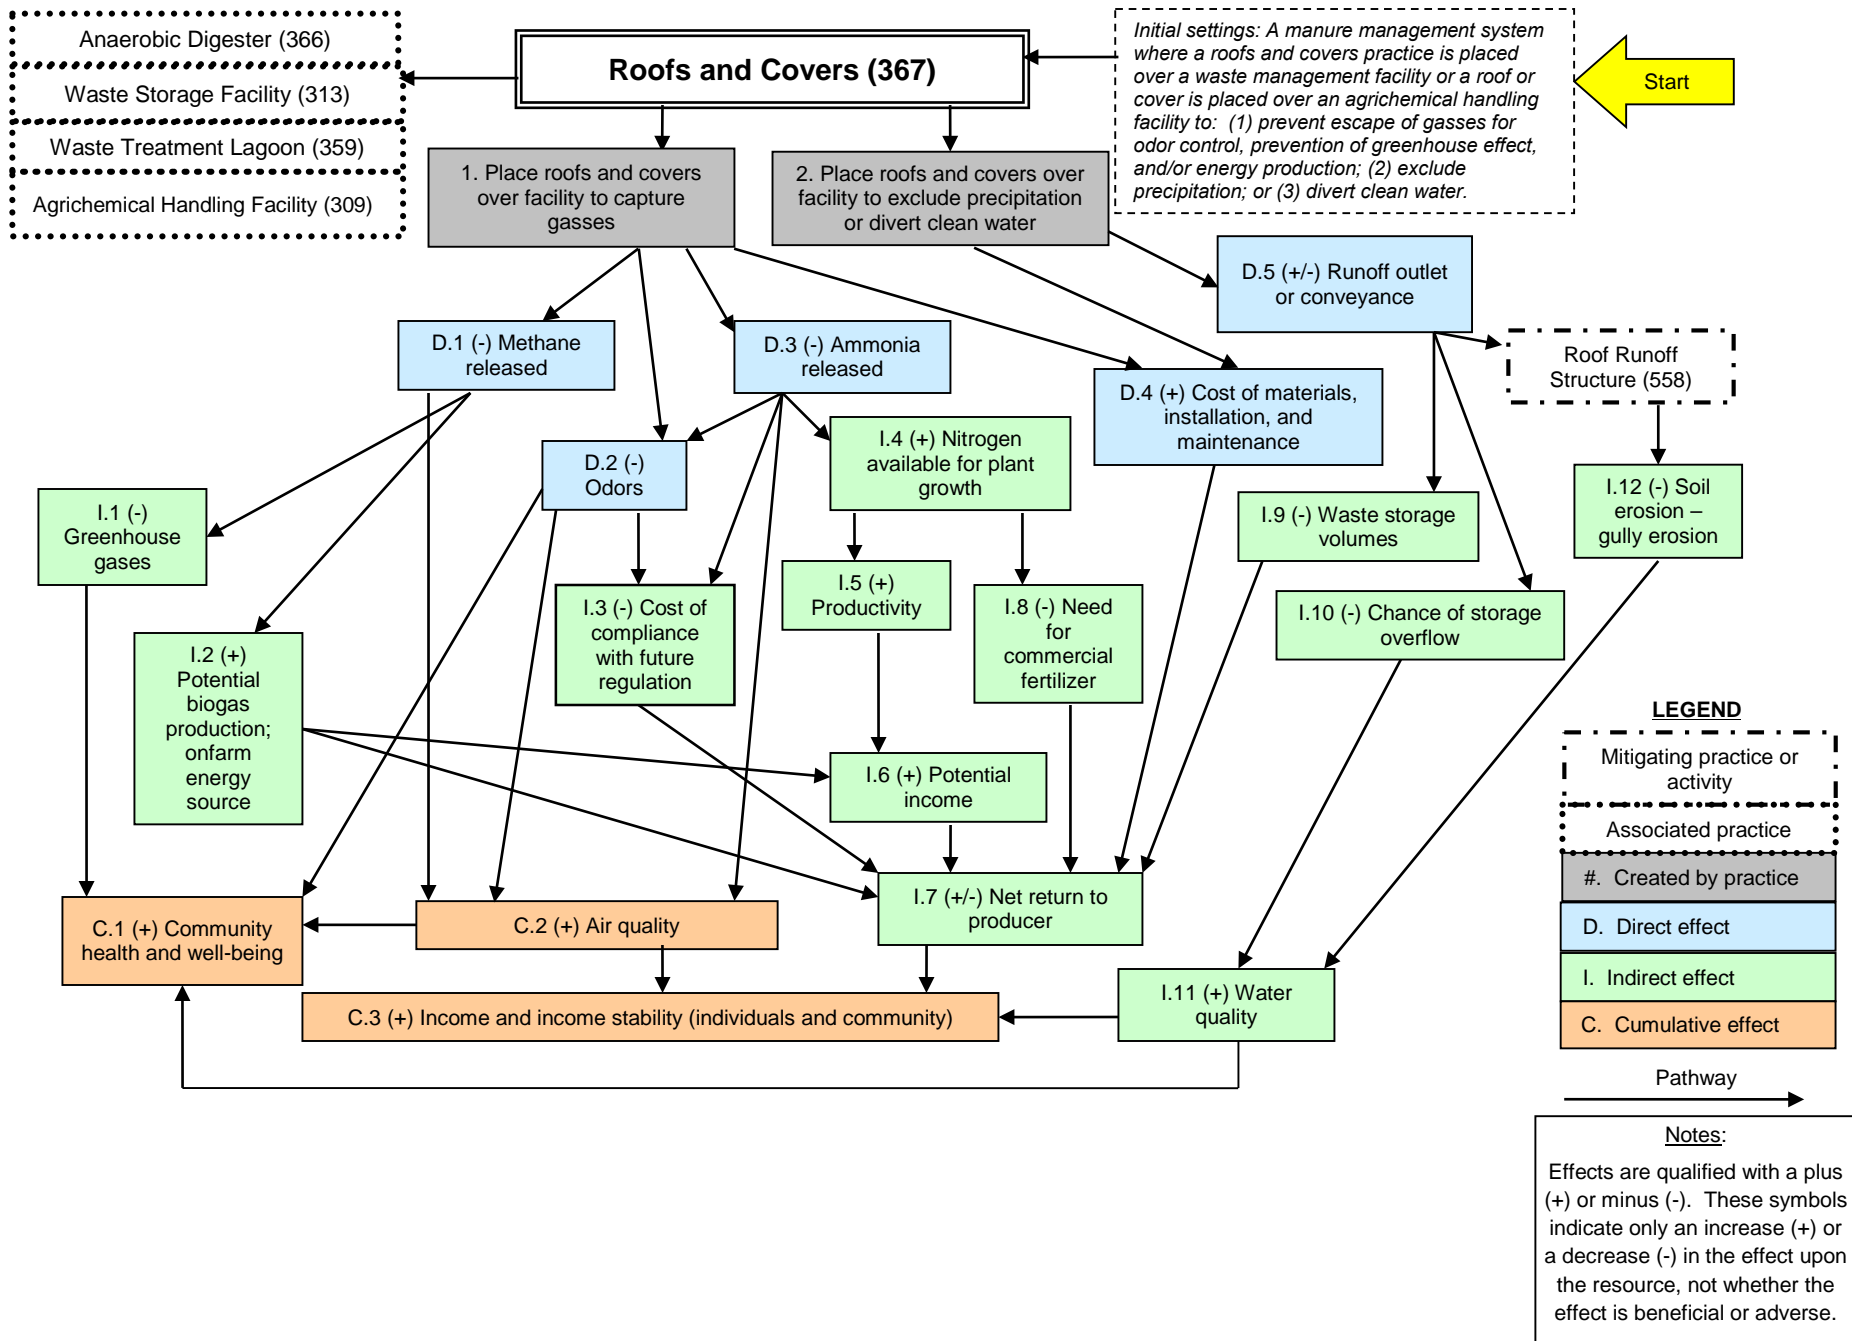 Anaerobic Digester (366)
Waste Storage Facility (313)
Waste Treatment Lagoon (359)
Agrichemical Handling Facility (309)
Roofs and Covers (367)
Initial settings: A manure management system
where a roofs and covers practice is placed
over a waste management facility or a roof or
cover is placed over an agrichemical handling
facility to: (1) prevent escape of gasses for
odor control, prevention of greenhouse effect,
and/or energy production; (2) exclude
precipitation; or (3) divert clean water.
Start
1. Place roofs and covers
over facility to capture
gasses
2. Place roofs and covers over
facility to exclude precipitation
or divert clean water
D.5 (+/-) Runoff outlet
or conveyance
D.1 (-) Methane
released
D.3 (-) Ammonia
released
D.4 (+) Cost of materials,
installation, and
maintenance
Roof Runoff
Structure (558)
D.2 (-)
Odors
I.4 (+) Nitrogen
available for plant
growth
I.1 (-)
Greenhouse
gases
I.9 (-) Waste storage
volumes
I.12 (-) Soil
erosion –
gully erosion
I.2 (+)
Potential
biogas
production;
onfarm
energy
source
I.3 (-) Cost of
compliance
with future
regulation
I.5 (+)
Productivity
I.8 (-) Need
for
commercial
fertilizer
I.10 (-) Chance of storage
overflow
I.6 (+) Potential
income
I.7 (+/-) Net return to
producer
C.1 (+) Community
health and well-being
C.2 (+) Air quality
C.3 (+) Income and income stability (individuals and community)
I.11 (+) Water
quality
LEGEND
Mitigating practice or
activity
Associated practice
#. Created by practice
D. Direct effect
I. Indirect effect
C. Cumulative effect
Pathway
Notes:
Effects are qualified with a plus
(+) or minus (-). These symbols
indicate only an increase (+) or
a decrease (-) in the effect upon
the resource, not whether the
effect is beneficial or adverse.